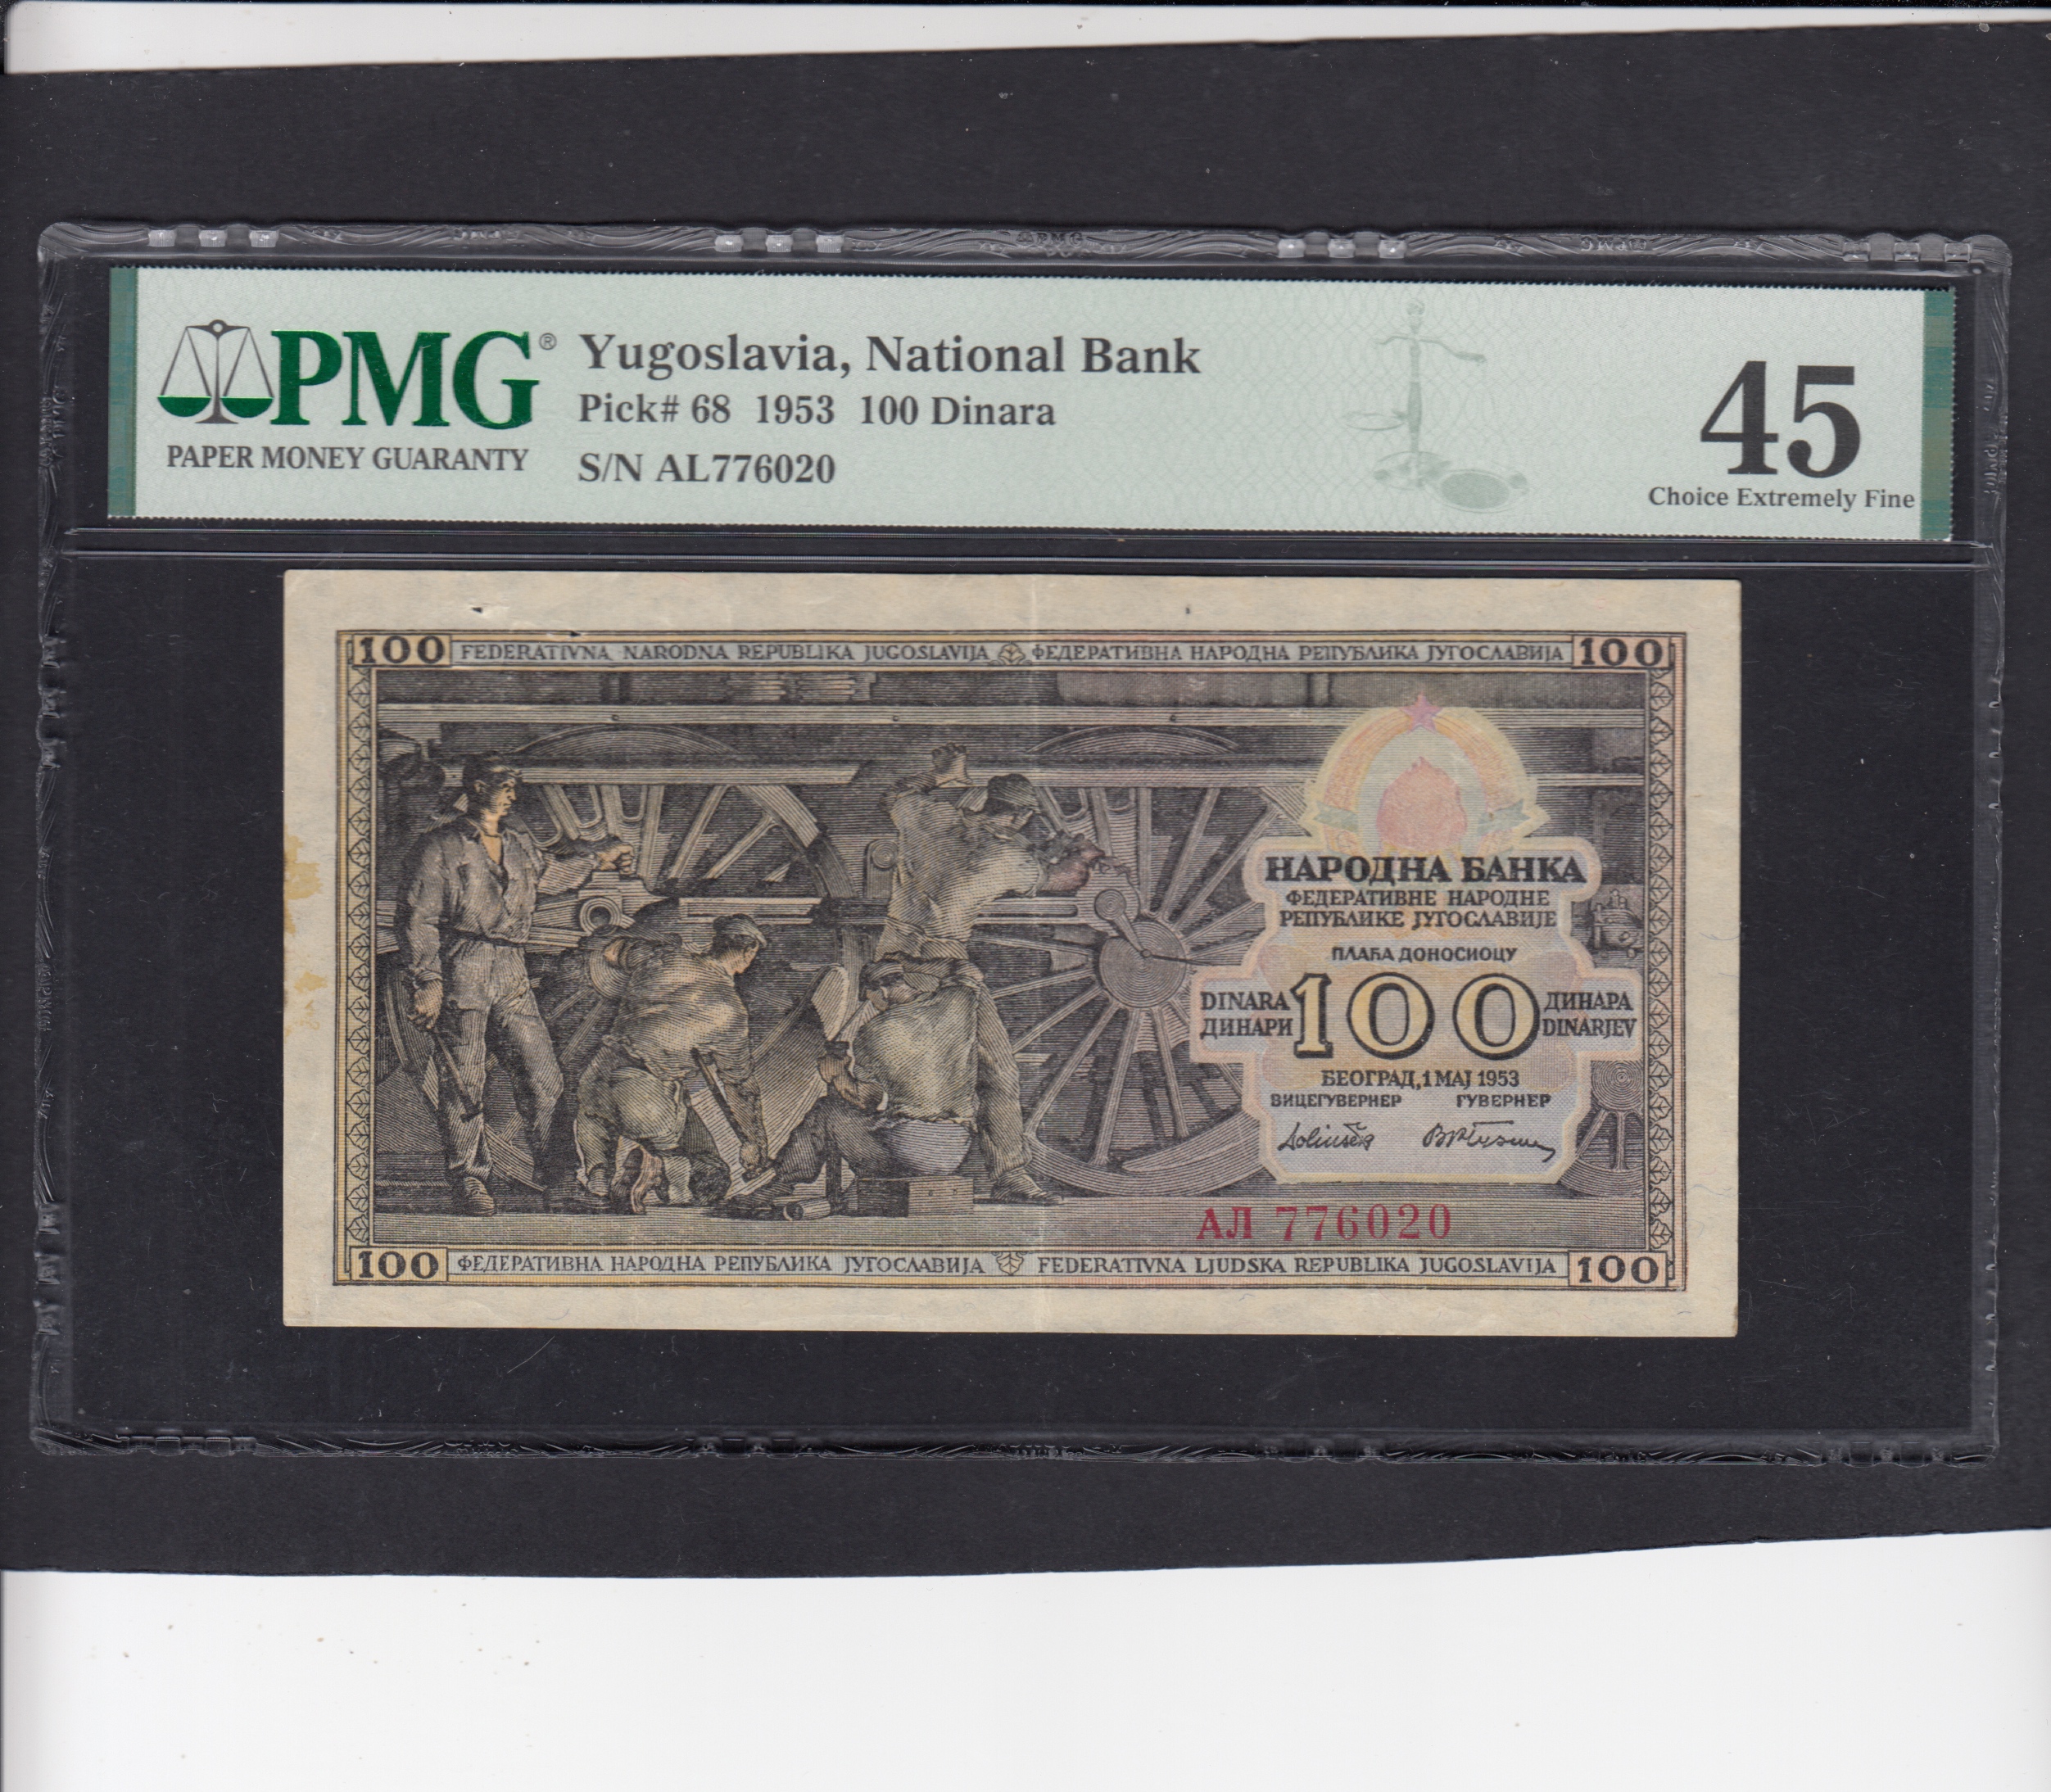 PMG®
PAPER MONEY GUARANTY
Yugoslavia, National Bank
Pick# 68 1953 100 Dinara
S/N AL776020
45
Choice Extremely Fine
100 FEDERATIVNA NARODNA REPUBLIKA JUGOSLAVIJA ФЕДЕРАТИВНА НАРОДНА РЕПУБЛИКА ЈУГОСЛАВИЈА 100
НАРОДНА БАНКА
ФЕДЕРАТИВНЕ НАРОДНЕ
РЕПУБЛИКЕ ЈУГОСЛАВИЈЕ
ПЛАЋА ДОНОСИОЦУ
DINARA 100 ДИНАРА
ДИНАРИ DINARJEV
БЕОГРАД, 1 МАЈ 1953
ВИЦЕГУВЕРНЕР ГУВЕРНЕР
АЛ 776020
100 ФЕДЕРАТИВНА НАРОДНА РЕПУБЛИКА ЈУГОСЛАВИЈА FEDERATIVNA LJUDSKA REPUBLIKA JUGOSLAVIJA 100